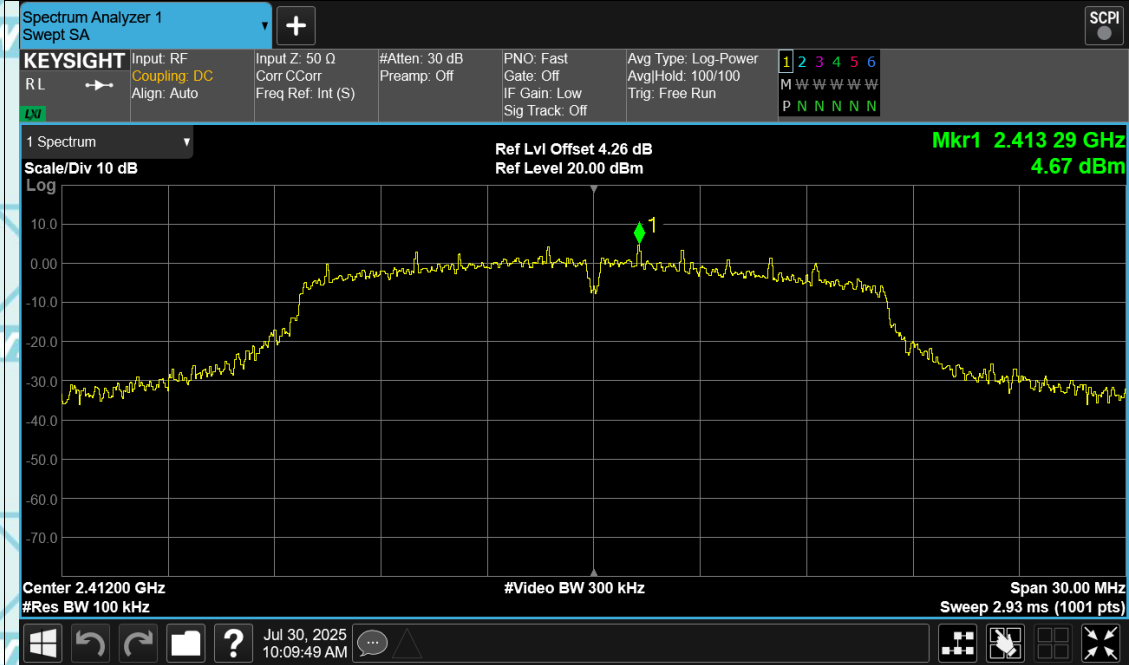 Spectrum Analyzer 1
Swept SA
+
SCPI
KEYSIGHT
R L
LXI
Input: RF
Coupling: DC
Align: Auto
Input Z: 50 Ω
Corr CCorr
Freq Ref: Int (S)
#Atten: 30 dB
Preamp: Off
PNO: Fast
Gate: Off
IF Gain: Low
Sig Track: Off
Avg Type: Log-Power
Avg|Hold: 100/100
Trig: Free Run
1 2 3 4 5 6
M W W W W W
P N N N N N
1 Spectrum
Scale/Div 10 dB
Log
Ref Lvl Offset 4.26 dB
Ref Level 20.00 dBm
Mkr1 2.413 29 GHz
4.67 dBm
1
10.0
0.00
-10.0
-20.0
-30.0
-40.0
-50.0
-60.0
-70.0
Center 2.41200 GHz
#Res BW 100 kHz
#Video BW 300 kHz
Span 30.00 MHz
Sweep 2.93 ms (1001 pts)
?
Jul 30, 2025
10:09:49 AM